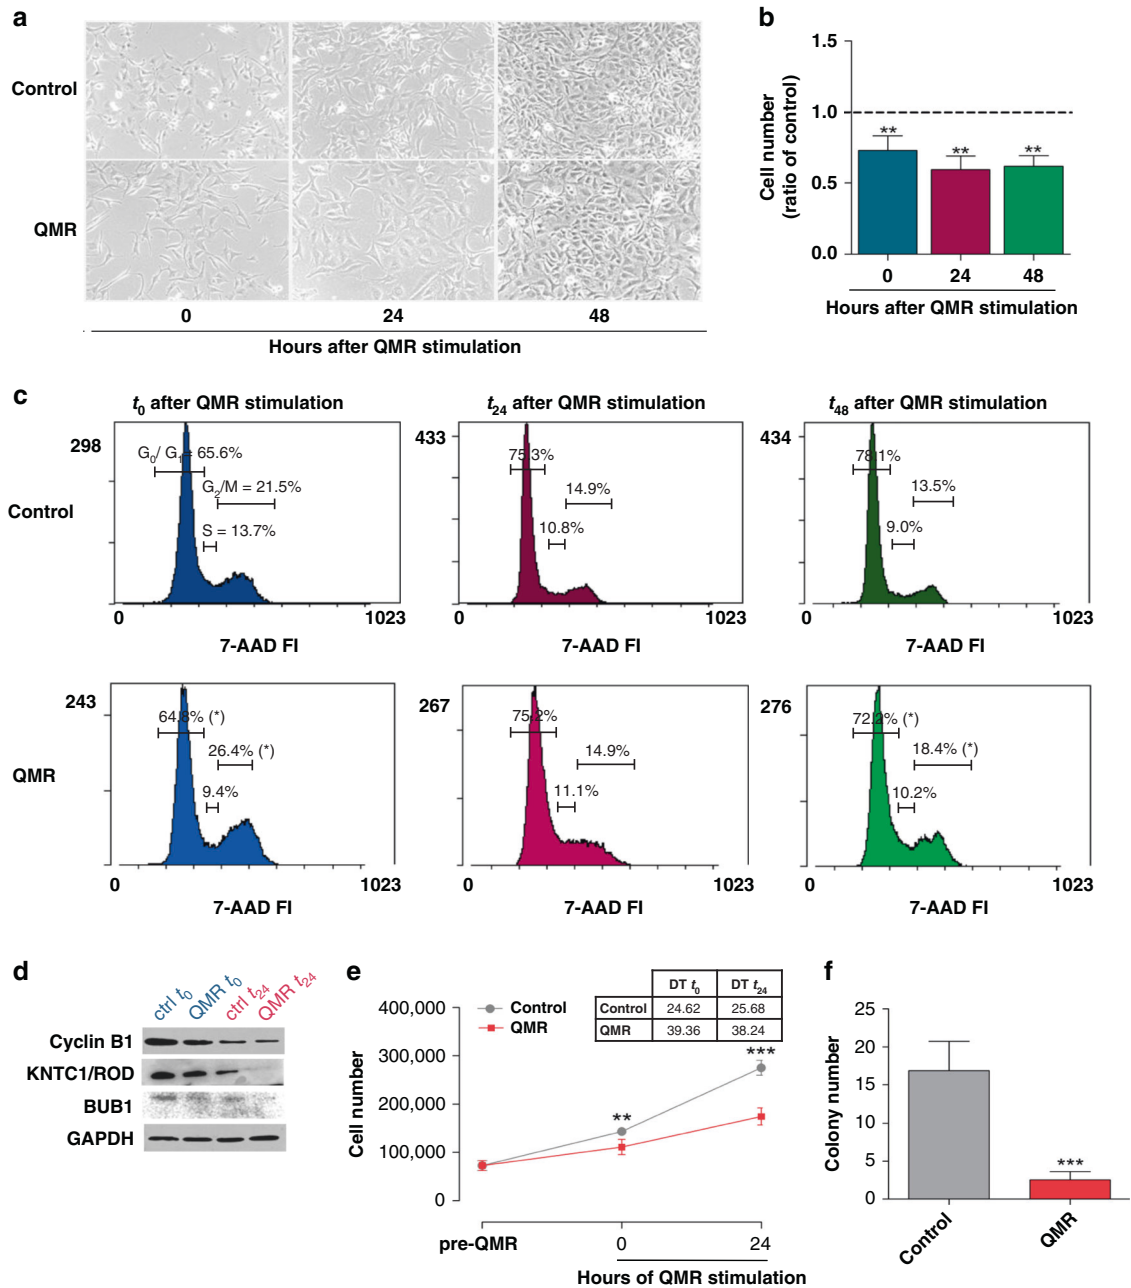 a
Control
QMR
0 24 48
Hours after QMR stimulation
b
1.5
1.0
0.5
0.0
Cell number
(ratio of control)
** ** **
0 24 48
Hours after QMR stimulation
c
t0 after QMR stimulation
t24 after QMR stimulation
t48 after QMR stimulation
Control
298
G0/ G1= 65.6%
G2/M = 21.5%
S = 13.7%
0 1023
7-AAD FI
433
75.3%
14.9%
10.8%
0 1023
7-AAD FI
434
78.1%
13.5%
9.0%
0 1023
7-AAD FI
QMR
243
64.8% (*)
26.4% (*)
9.4%
0 1023
7-AAD FI
267
75.2%
14.9%
11.1%
0 1023
7-AAD FI
276
72.2% (*)
18.4% (*)
10.2%
0 1023
7-AAD FI
d
ctrl t0
QMR t0
ctrl t24
QMR t24
Cyclin B1
KNTC1/ROD
BUB1
GAPDH
e
Cell number
400,000
300,000
200,000
100,000
0
Control
QMR
DT t0 DT t24
Control 24.62 25.68
QMR 39.36 38.24
**
***
pre-QMR 0 24
Hours of QMR stimulation
f
Colony number
25
20
15
10
5
0
***
Control
QMR